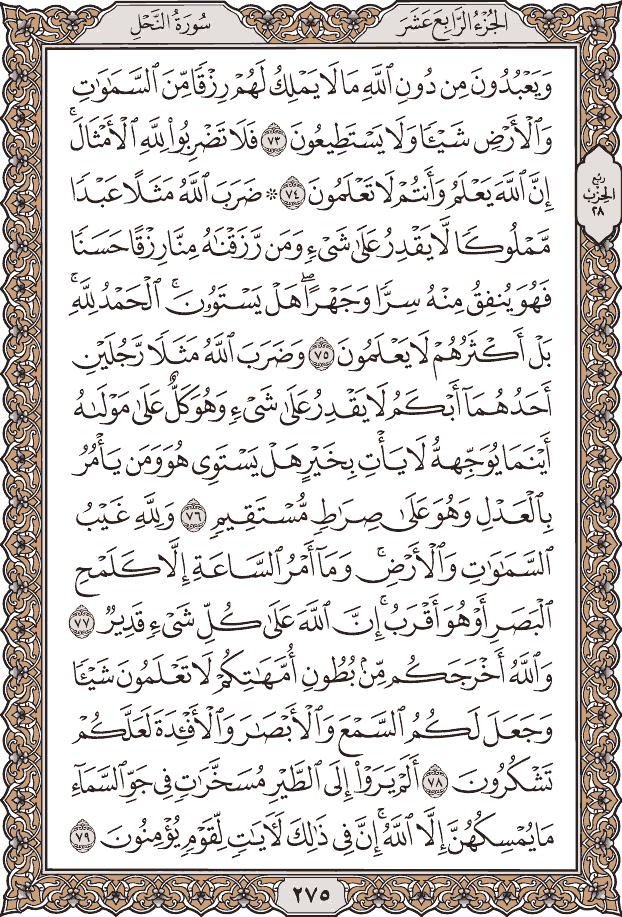 الجُزْءُ الرَّابِعَ عَشَرَ
سُورَةُ النَّحْلِ
وَيَعْبُدُونَ مِن دُونِ ٱللَّهِ مَا لَا يَمْلِكُ لَهُمْ رِزْقًا مِّنَ ٱلسَّمَٰوَٰتِ
وَٱلْأَرْضِ شَيْـًٔا وَلَا يَسْتَطِيعُونَ ٧٣ فَلَا تَضْرِبُوا۟ لِلَّهِ ٱلْأَمْثَالَ ۚ
إِنَّ ٱللَّهَ يَعْلَمُ وَأَنتُمْ لَا تَعْلَمُونَ ٧٤ ۞ ضَرَبَ ٱللَّهُ مَثَلًا عَبْدًا
مَّمْلُوكًا لَّا يَقْدِرُ عَلَىٰ شَىْءٍ وَمَن رَّزَقْنَٰهُ مِنَّا رِزْقًا حَسَنًا
فَهُوَ يُنفِقُ مِنْهُ سِرًّا وَجَهْرًا ۖ هَلْ يَسْتَوُۥنَ ۚ ٱلْحَمْدُ لِلَّهِ ۚ
بَلْ أَكْثَرُهُمْ لَا يَعْلَمُونَ ٧٥ وَضَرَبَ ٱللَّهُ مَثَلًا رَّجُلَيْنِ
أَحَدُهُمَآ أَبْكَمُ لَا يَقْدِرُ عَلَىٰ شَىْءٍ وَهُوَ كَلٌّ عَلَىٰ مَوْلَىٰهُ
أَيْنَمَا يُوَجِّههُّ لَا يَأْتِ بِخَيْرٍ هَلْ يَسْتَوِى هُوَ وَمَن يَأْمُرُ
بِٱلْعَدْلِ وَهُوَ عَلَىٰ صِرَٰطٍ مُّسْتَقِيمٍ ٧٦ وَلِلَّهِ غَيْبُ
ٱلسَّمَٰوَٰتِ وَٱلْأَرْضِ ۚ وَمَآ أَمْرُ ٱلسَّاعَةِ إِلَّا كَلَمْحِ
ٱلْبَصَرِ أَوْ هُوَ أَقْرَبُ ۚ إِنَّ ٱللَّهَ عَلَىٰ كُلِّ شَىْءٍ قَدِيرٌ ٧٧
وَٱللَّهُ أَخْرَجَكُم مِّنۢ بُطُونِ أُمَّهَٰتِكُمْ لَا تَعْلَمُونَ شَيْـًٔا
وَجَعَلَ لَكُمُ ٱلسَّمْعَ وَٱلْأَبْصَٰرَ وَٱلْأَفْـِٔدَةَ لَعَلَّكُمْ
تَشْكُرُونَ ٧٨ أَلَمْ يَرَوْا۟ إِلَى ٱلطَّيْرِ مُسَخَّرَٰتٍ فِى جَوِّ ٱلسَّمَآءِ
مَا يُمْسِكُهُنَّ إِلَّا ٱللَّهُ ۗ إِنَّ فِى ذَٰلِكَ لَءَايَٰتٍ لِّقَوْمٍ يُؤْمِنُونَ ٧٩
ربع
الحزب
٢٨
٢٧٥